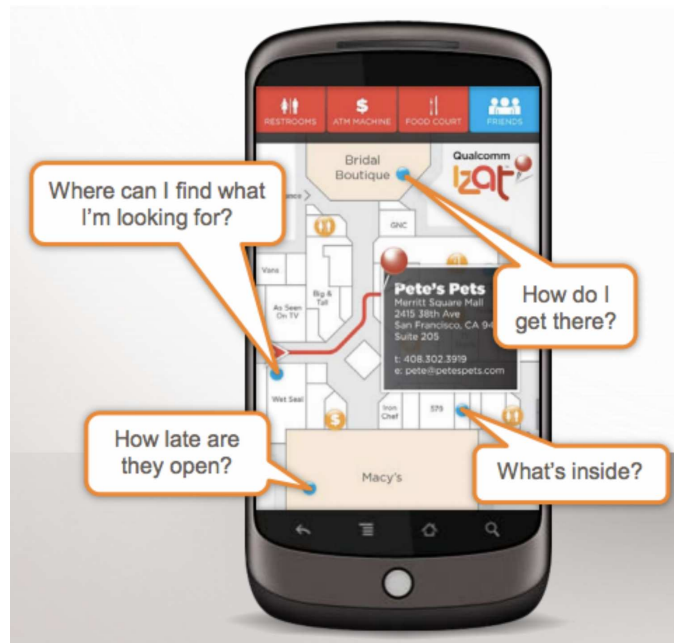 RESTROOMS
ATM MACHINE
FOOD COURT
FRIENDS
Bridal
Boutique
Qualcomm
IZat
Where can I find what
I'm looking for?
GNC
Vans
Big &
Tall
As Seen
On TV
Pete's Pets
Merritt Square Mall
2415 38th Ave
San Francisco, CA 94
Suite 205
t: 408.302.3919
e: pete@petespets.com
How do I
get there?
Wet Seal
Iron
Chef
579
How late are
they open?
What's inside?
Macy's